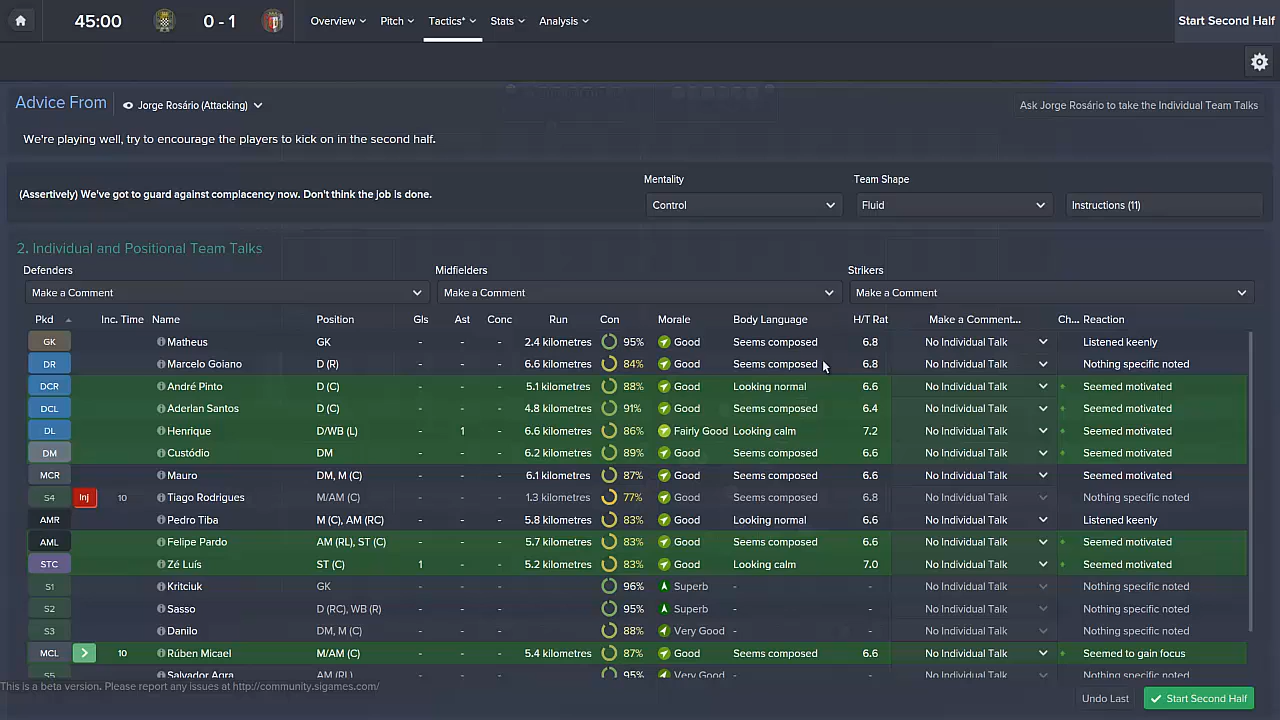 45:00 0 - 1 Overview Pitch Tactics* Stats Analysis Start Second Half
Advice From Jorge Rosário (Attacking) Ask Jorge Rosário to take the Individual Team Talks
We're playing well, try to encourage the players to kick on in the second half.
Mentality Team Shape
(Assertively) We've got to guard against complacency now. Don't think the job is done.
Control Fluid Instructions (11)
2. Individual and Positional Team Talks
Defenders Midfielders Strikers
Make a Comment Make a Comment Make a Comment
Pkd Inc. Time Name Position Gls Ast Conc Run Con Morale Body Language H/T Rat Make a Comment... Ch... Reaction
GK Matheus GK - - - 2.4 kilometres 95% Good Seems composed 6.8 No Individual Talk Listened keenly
DR Marcelo Goiano D (R) - - - 6.6 kilometres 84% Good Seems composed 6.8 No Individual Talk Nothing specific noted
DCR André Pinto D (C) - - - 5.1 kilometres 88% Good Looking normal 6.6 No Individual Talk Seemed motivated
DCL Aderlan Santos D (C) - - - 4.8 kilometres 91% Good Seems composed 6.4 No Individual Talk Seemed motivated
DL Henrique D/WB (L) - 1 - 6.6 kilometres 86% Fairly Good Looking calm 7.2 No Individual Talk Seemed motivated
DM Custódio DM - - - 6.2 kilometres 89% Good Seems composed 6.6 No Individual Talk Seemed motivated
MCR Mauro DM, M (C) - - - 6.1 kilometres 87% Good Seems composed 6.6 No Individual Talk Seemed motivated
S4 Inj 10 Tiago Rodrigues M/AM (C) - - - 1.3 kilometres 77% Good Seems composed 6.8 No Individual Talk Nothing specific noted
AMR Pedro Tiba M (C), AM (RC) - - - 5.8 kilometres 83% Good Looking normal 6.6 No Individual Talk Listened keenly
AML Felipe Pardo AM (RL), ST (C) - - - 5.7 kilometres 83% Good Seems composed 6.6 No Individual Talk Seemed motivated
STC Zé Luís ST (C) 1 - - 5.2 kilometres 83% Good Looking calm 7.0 No Individual Talk Seemed motivated
S1 Kritciuk GK - - - 96% Superb - - No Individual Talk Nothing specific noted
S2 Sasso D (RC), WB (R) - - - 95% Superb - - No Individual Talk Nothing specific noted
S3 Danilo DM, M (C) - - - 88% Very Good - - No Individual Talk Nothing specific noted
MCL 10 Rúben Micael M/AM (C) - - - 5.4 kilometres 87% Good Seems composed 6.6 No Individual Talk Seemed to gain focus
S5 Salvador Agra AM (RL) - - - 95% Very Good - - No Individual Talk Nothing specific noted
This is a beta version. Please report any issues at http://community.sigames.com/
Undo Last Start Second Half